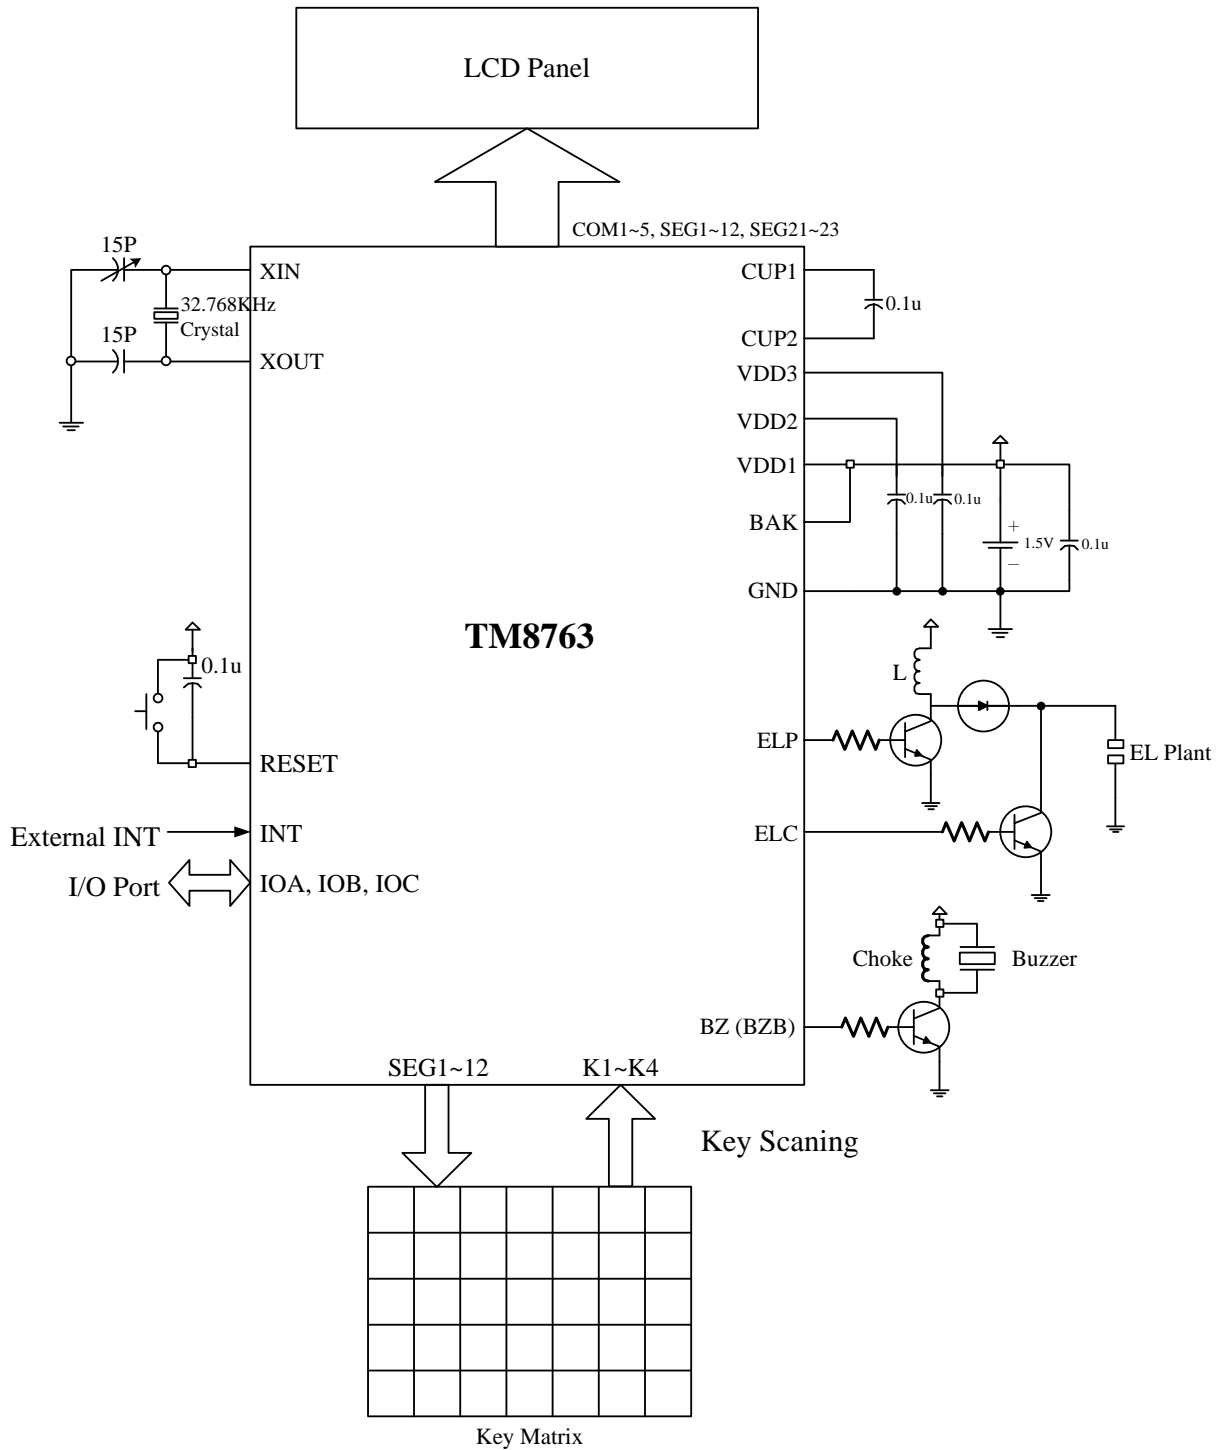 LCD Panel
COM1~5, SEG1~12, SEG21~23
15P
XIN
CUP1
32.768KHz
Crystal
0.1u
15P
CUP2
XOUT
VDD3
VDD2
VDD1
0.1u
0.1u
BAK
+
1.5V
0.1u
–
GND
TM8763
0.1u
L
ELP
EL Plant
RESET
External INT
INT
ELC
I/O Port
IOA, IOB, IOC
Choke
Buzzer
BZ (BZB)
SEG1~12
K1~K4
Key Scaning
Key Matrix